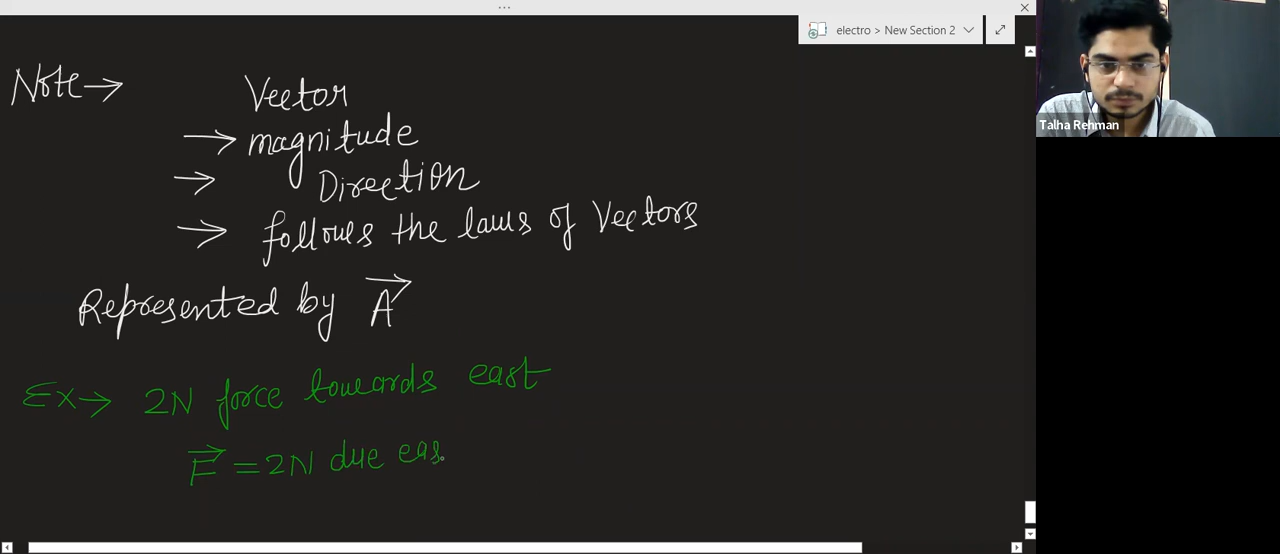 electro > New Section 2
Talha Rehman
Note→ Vector
→ magnitude
→ Direction
→ follows the laws of Vectors
Represented by A⃗
Ex→ 2N force towards east
F⃗ = 2N due eas